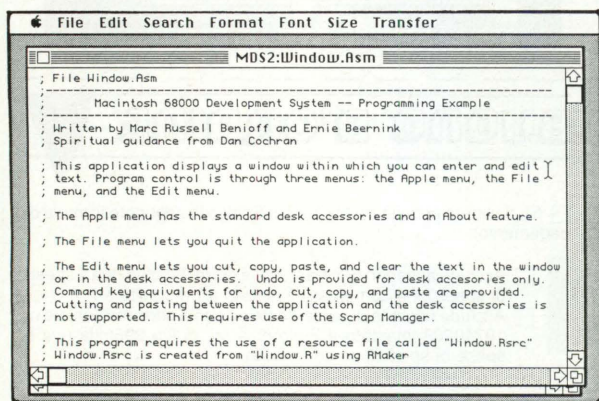 File Edit Search Format Font Size Transfer
MDS2:Window.Asm
; File Window.Asm
;-----------------------------------------------------------------
; Macintosh 68000 Development System -- Programming Example
;-----------------------------------------------------------------
; Written by Marc Russell Benioff and Ernie Beernink
; Spiritual guidance from Dan Cochran
;
; This application displays a window within which you can enter and edit
; text. Program control is through three menus: the Apple menu, the File
; menu, and the Edit menu.
;
; The Apple menu has the standard desk accessories and an About feature.
;
; The File menu lets you quit the application.
;
; The Edit menu lets you cut, copy, paste, and clear the text in the window
; or in the desk accessories. Undo is provided for desk accesories only.
; Command key equivalents for undo, cut, copy, and paste are provided.
; Cutting and pasting between the application and the desk accessories is
; not supported. This requires use of the Scrap Manager.
;
; This program requires the use of a resource file called "Window.Rsrc"
; Window.Rsrc is created from "Window.R" using RMaker